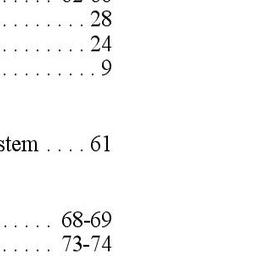 . . . . . . . . 28
. . . . . . . . 24
. . . . . . . . . 9
stem . . . . 61
. . . . . 68-69
. . . . . 73-74